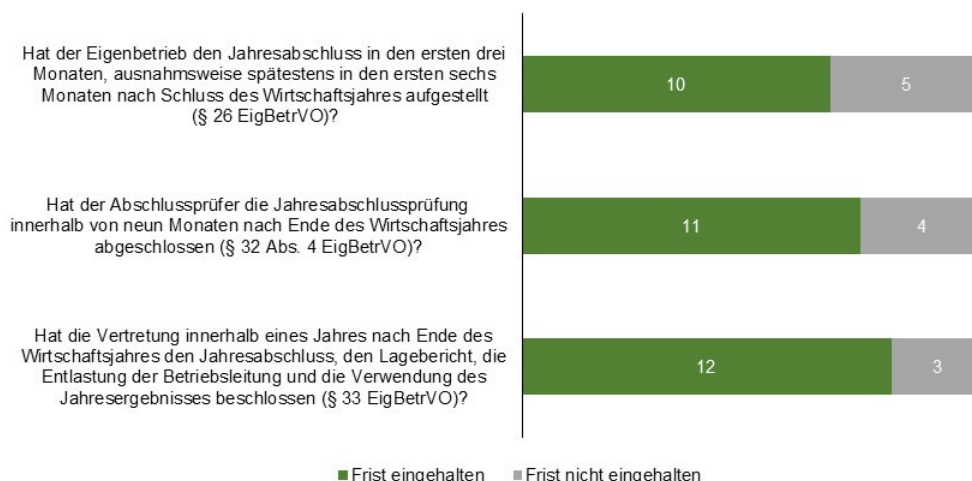 Hat der Eigenbetrieb den Jahresabschluss in den ersten drei
Monaten, ausnahmsweise spätestens in den ersten sechs
Monaten nach Schluss des Wirtschaftsjahres aufgestellt
(§ 26 EigBetrVO)?
10
5
Hat der Abschlussprüfer die Jahresabschlussprüfung
innerhalb von neun Monaten nach Ende des Wirtschaftsjahres
abgeschlossen (§ 32 Abs. 4 EigBetrVO)?
11
4
Hat die Vertretung innerhalb eines Jahres nach Ende des
Wirtschaftsjahres den Jahresabschluss, den Lagebericht, die
Entlastung der Betriebsleitung und die Verwendung des
Jahresergebnisses beschlossen (§ 33 EigBetrVO)?
12
3
Frist eingehalten
Frist nicht eingehalten